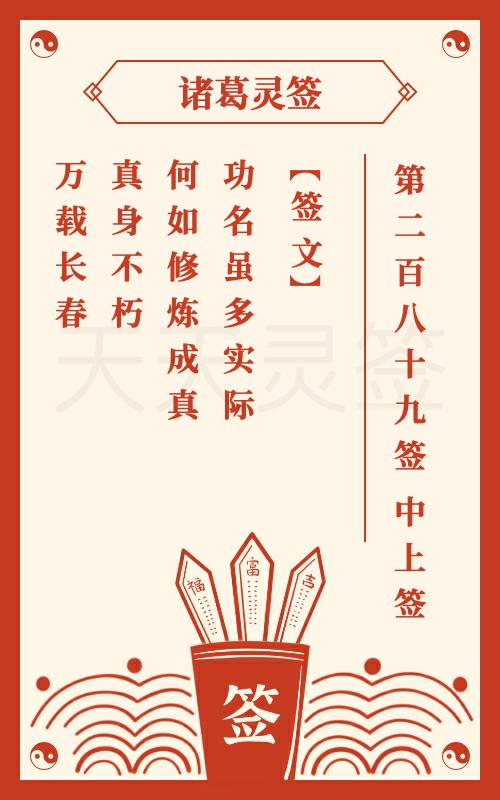 诸葛灵签
第二百八十九签 中上签
【签文】
功名虽多实际
何如修炼成真
真身不朽
万载长春
天天灵签
福
富
吉
签